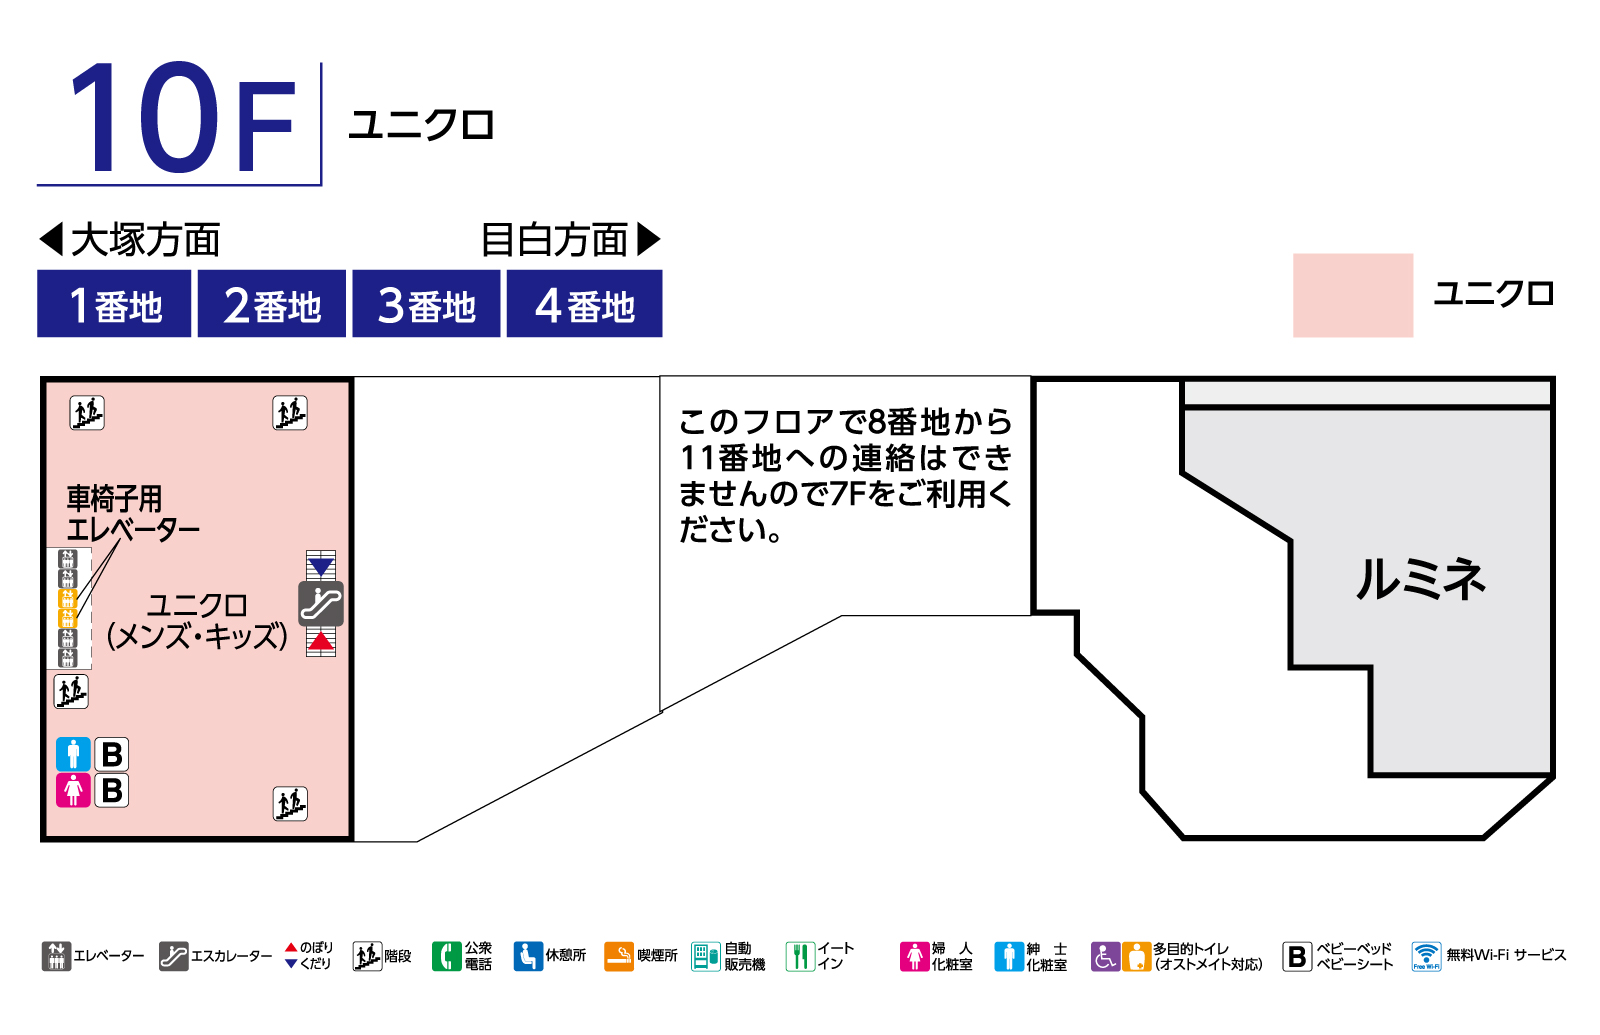 10F
ユニクロ
◀大塚方面
目白方面▶
1番地
2番地
3番地
4番地
ユニクロ
このフロアで8番地から
11番地への連絡はでき
ませんので7Fをご利用く
ださい。
車椅子用
エレベーター
ユニクロ
(メンズ・キッズ)
ルミネ
B
B
エレベーター
エスカレーター
▲のぼり
▼くだり
階段
公衆
電話
休憩所
喫煙所
自動
販売機
イート
イン
婦 人
化粧室
紳 士
化粧室
多目的トイレ
(オストメイト対応)
B
ベビーベッド
ベビーシート
Free Wi-Fi
無料Wi-Fi サービス